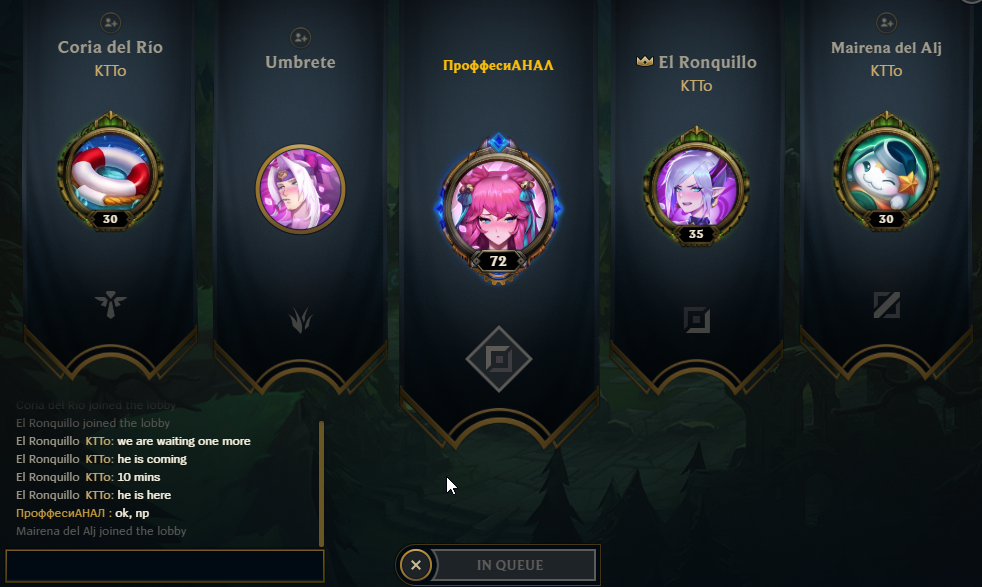 Coria del Río
KTTo
Umbrete
ПроффесиАНАЛ
El Ronquillo
KTTo
Mairena del Alj
KTTo
30
72
35
30
Coria del Río joined the lobby
El Ronquillo joined the lobby
El Ronquillo KTTo: we are waiting one more
El Ronquillo KTTo: he is coming
El Ronquillo KTTo: 10 mins
El Ronquillo KTTo: he is here
ПроффесиАНАЛ : ok, np
Mairena del Alj joined the lobby
IN QUEUE